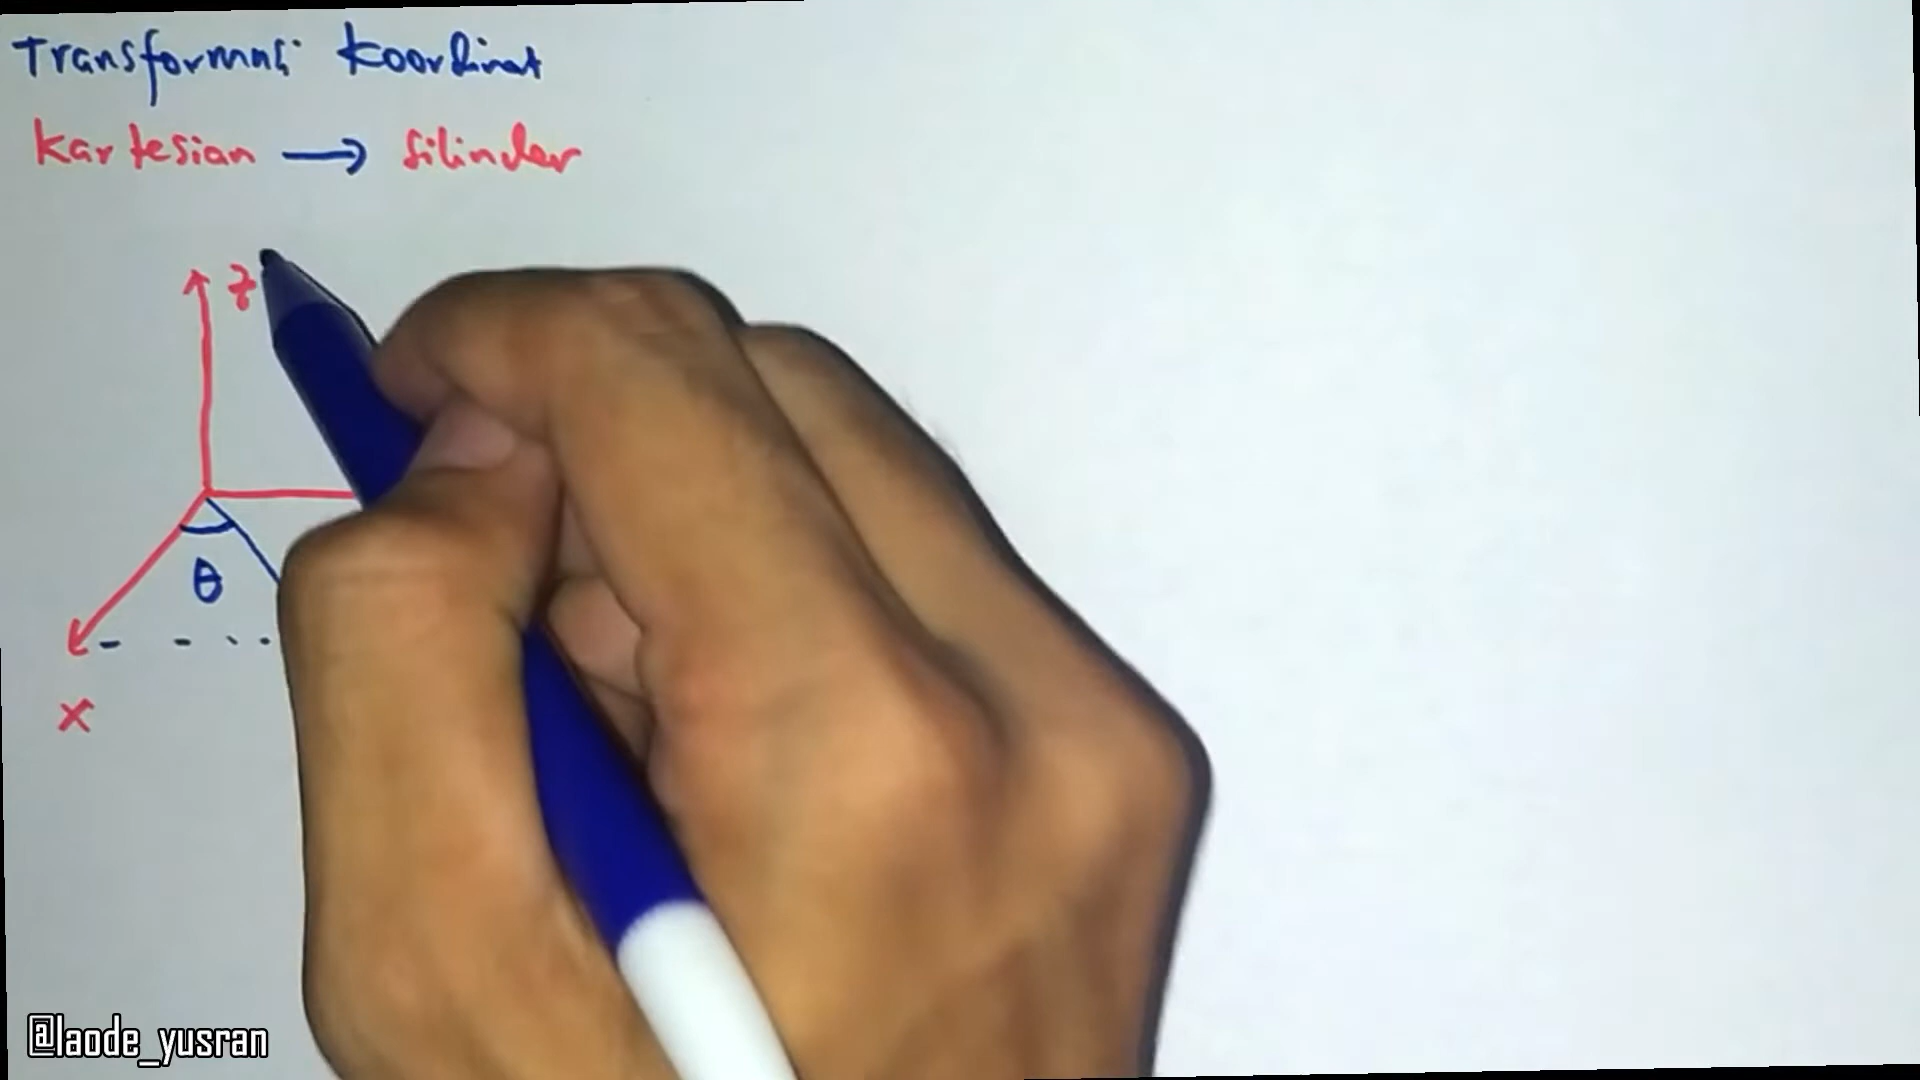 Transformasi Koordinat
Kartesian → Silinder
z
θ
x
@laode_yusran